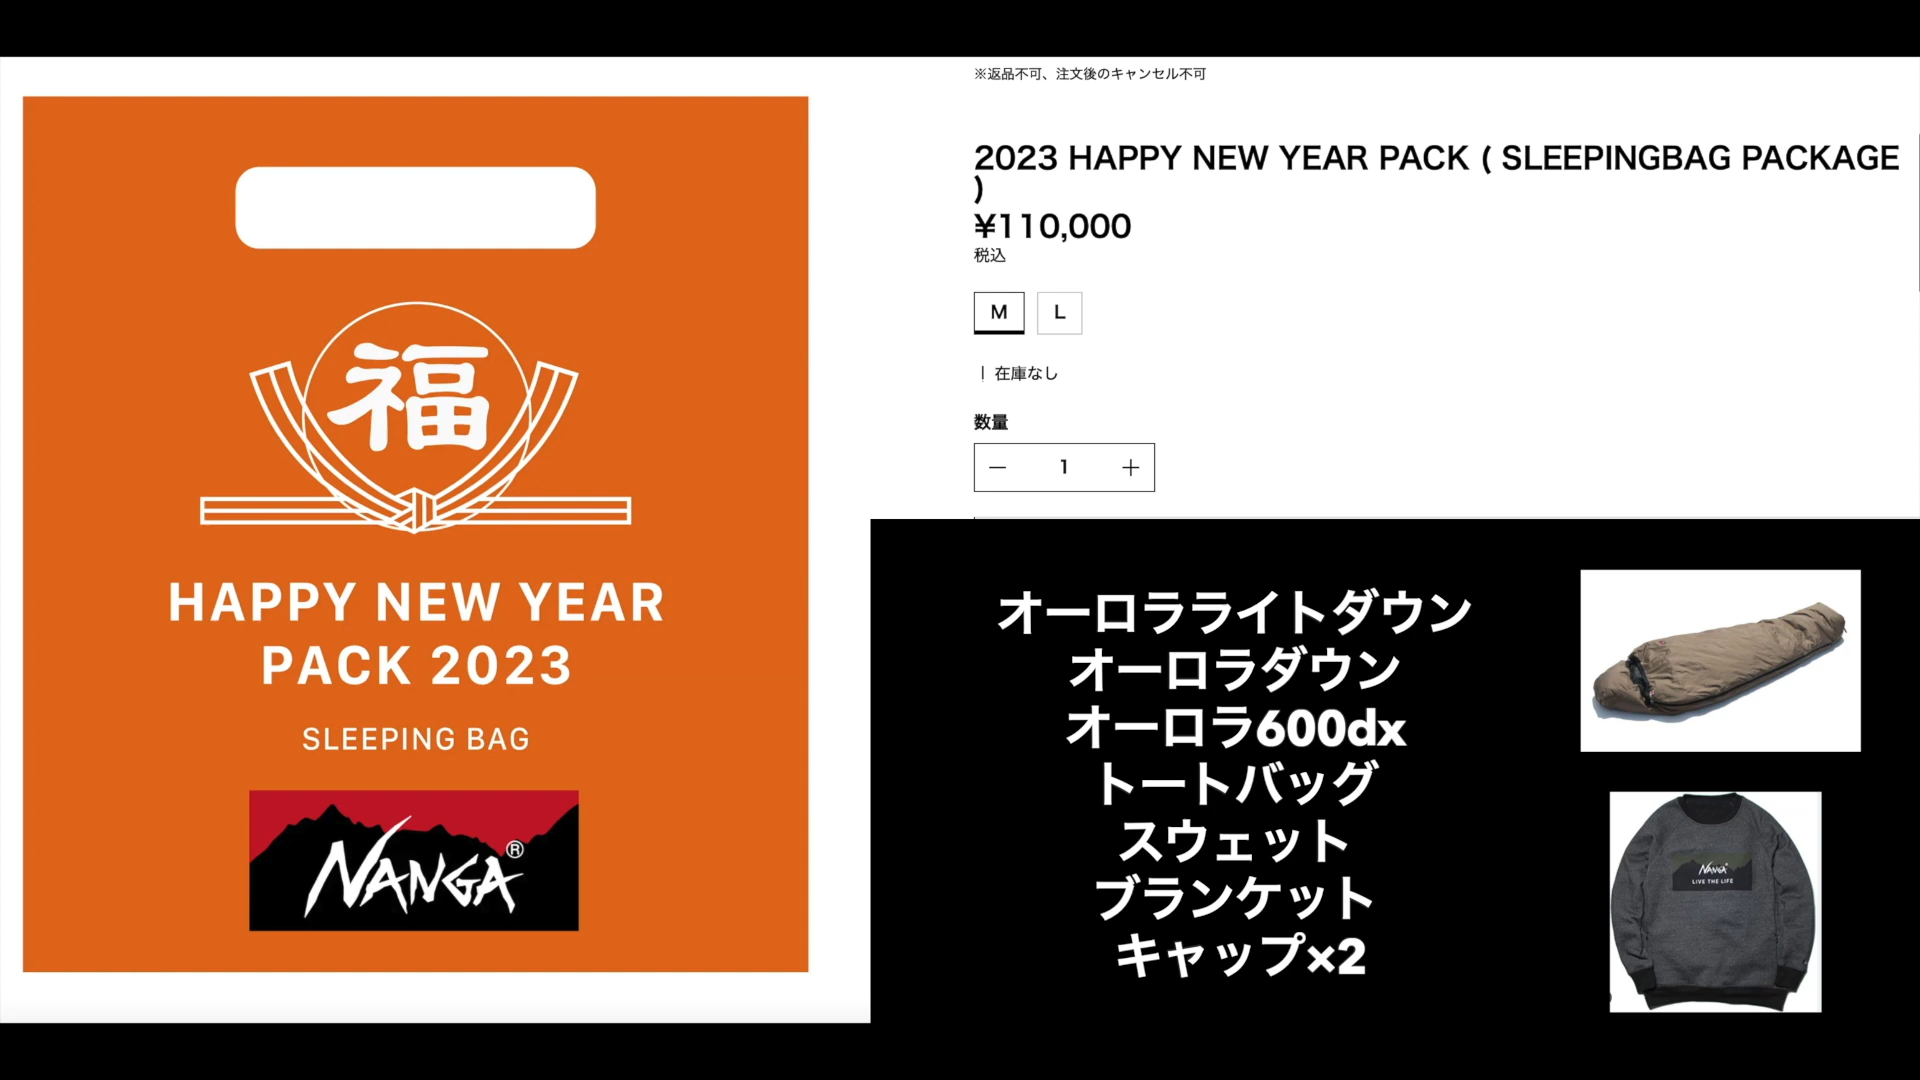 ※返品不可、注文後のキャンセル不可
2023 HAPPY NEW YEAR PACK ( SLEEPINGBAG PACKAGE
)
¥110,000
税込
M L
| 在庫なし
数量
— 1 +
福
HAPPY NEW YEAR
PACK 2023
SLEEPING BAG
NANGA®
オーロラライトダウン
オーロラダウン
オーロラ600dx
トートバッグ
スウェット
ブランケット
キャップ×2
NANGA
LIVE THE LIFE